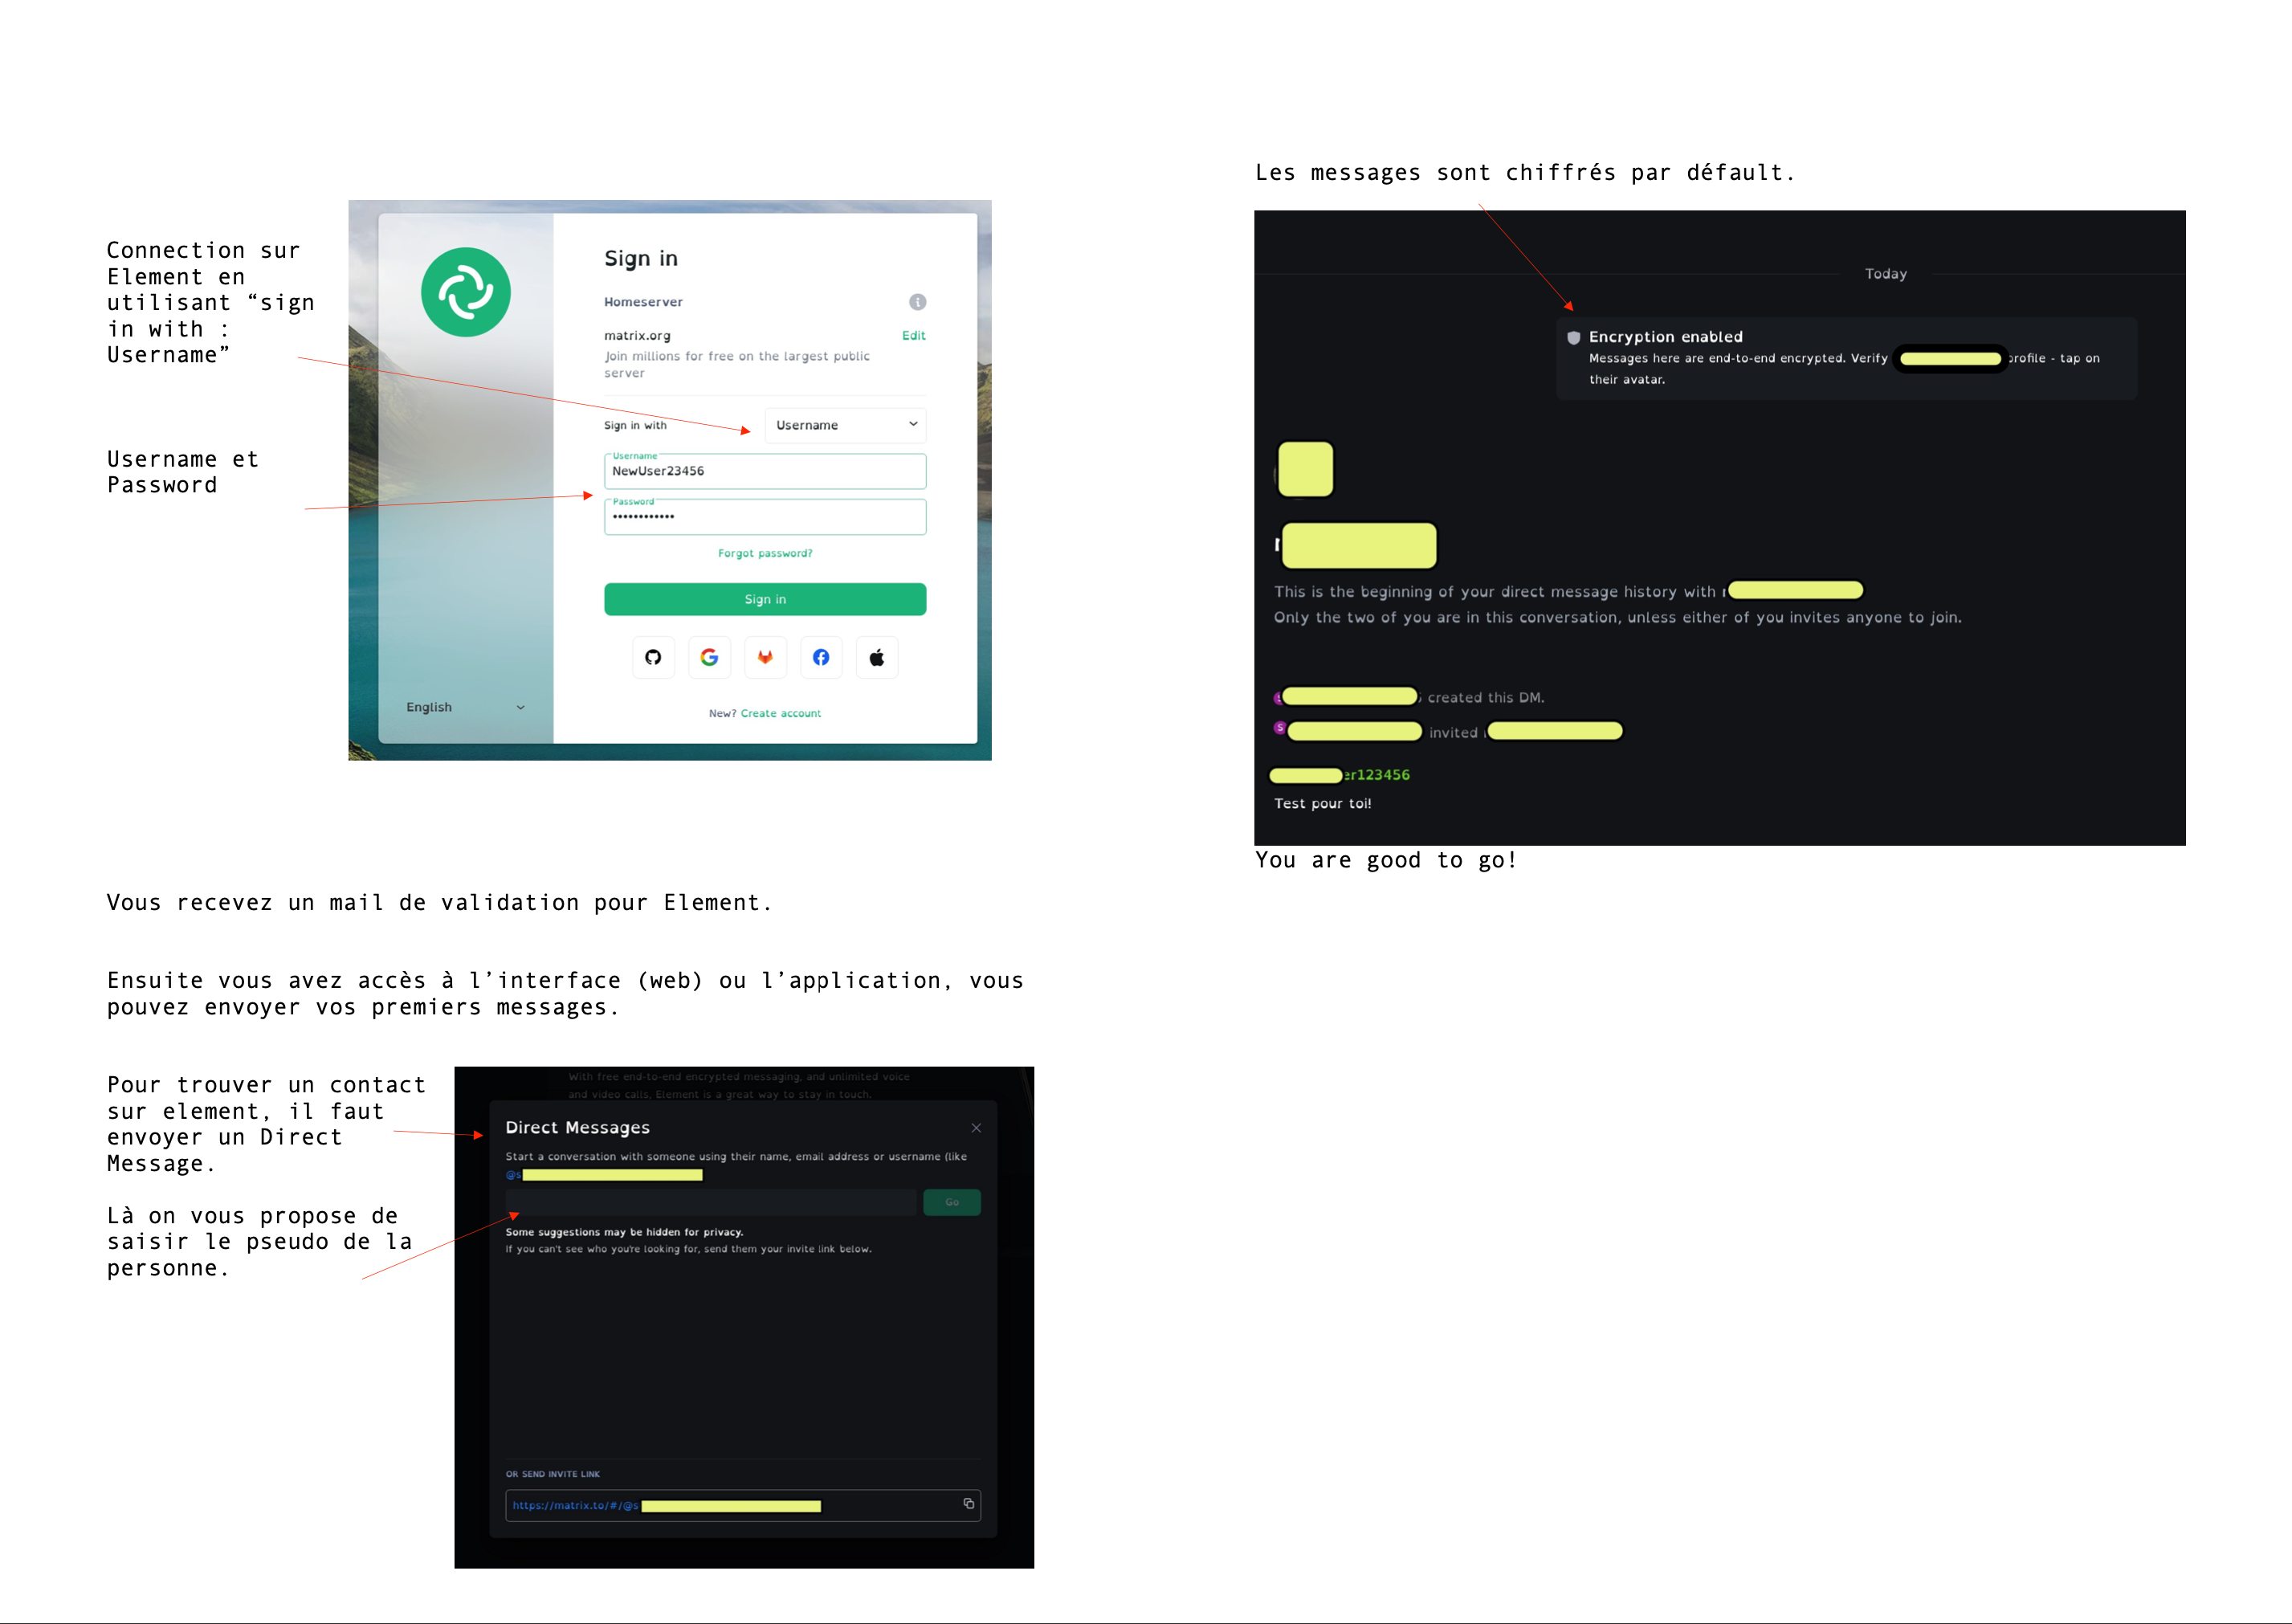 Connection sur
Element en
utilisant “sign
in with :
Username”
Username et
Password
Sign in
Homeserver
matrix.org
Edit
Join millions for free on the largest public
server
Sign in with
Username
Username
NewUser23456
Password
••••••••••••
Forgot password?
Sign in
New? Create account
English
Vous recevez un mail de validation pour Element.
Ensuite vous avez accès à l’interface (web) ou l’application, vous
pouvez envoyer vos premiers messages.
Pour trouver un contact
sur element, il faut
envoyer un Direct
Message.
Là on vous propose de
saisir le pseudo de la
personne.
With free end-to-end encrypted messaging, and unlimited voice
and video calls, Element is a great way to stay in touch.
Direct Messages
Start a conversation with someone using their name, email address or username (like
@s
Go
Some suggestions may be hidden for privacy.
If you can't see who you're looking for, send them your invite link below.
OR SEND INVITE LINK
https://matrix.to/#/@s
Les messages sont chiffrés par défault.
Today
Encryption enabled
Messages here are end-to-end encrypted. Verify profile - tap on
their avatar.
This is the beginning of your direct message history with
Only the two of you are in this conversation, unless either of you invites anyone to join.
created this DM.
S invited
er123456
Test pour toi!
You are good to go!